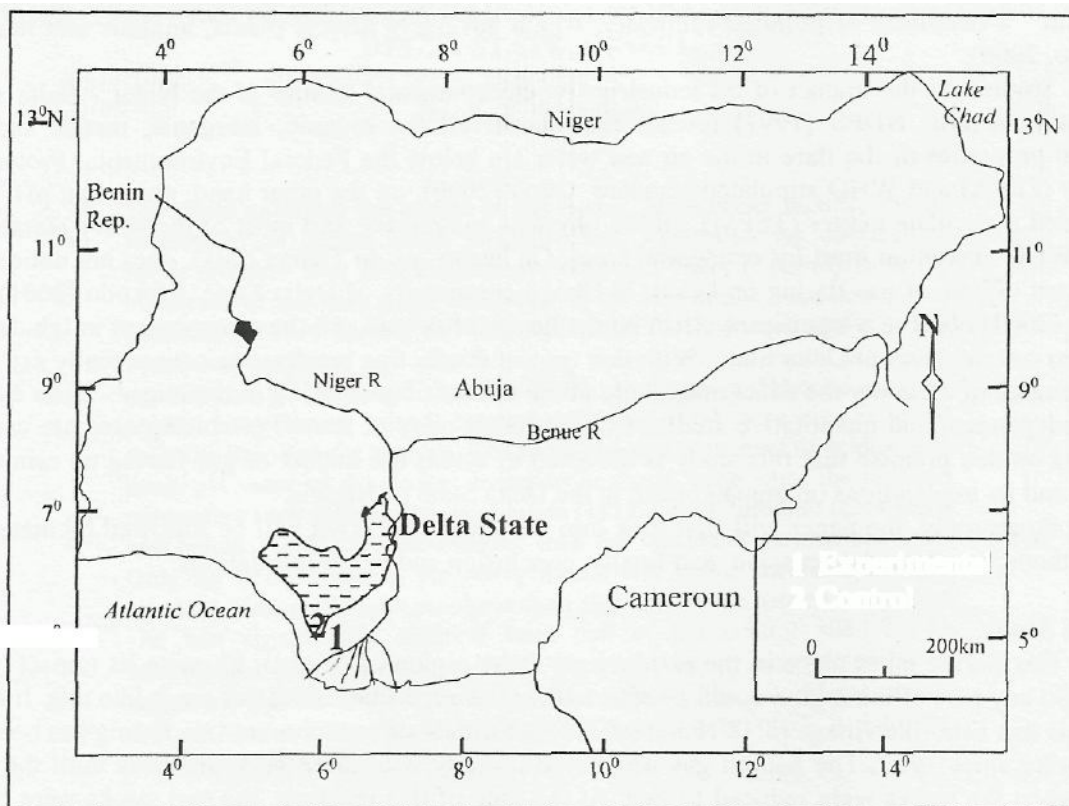 4⁰ 6⁰ 8⁰ 10⁰ 12⁰ 14⁰
Lake
Chad
13⁰N
Niger
13⁰N
Benin
Rep.
11⁰
11⁰
N
Niger R
Abuja
9⁰
9⁰
Benue R
7⁰
Delta State
7⁰
1 Experimental
2 Control
Cameroun
Atlantic Ocean
2
1
0 200km
5⁰
4⁰ 6⁰ 8⁰ 10⁰ 12⁰ 14⁰